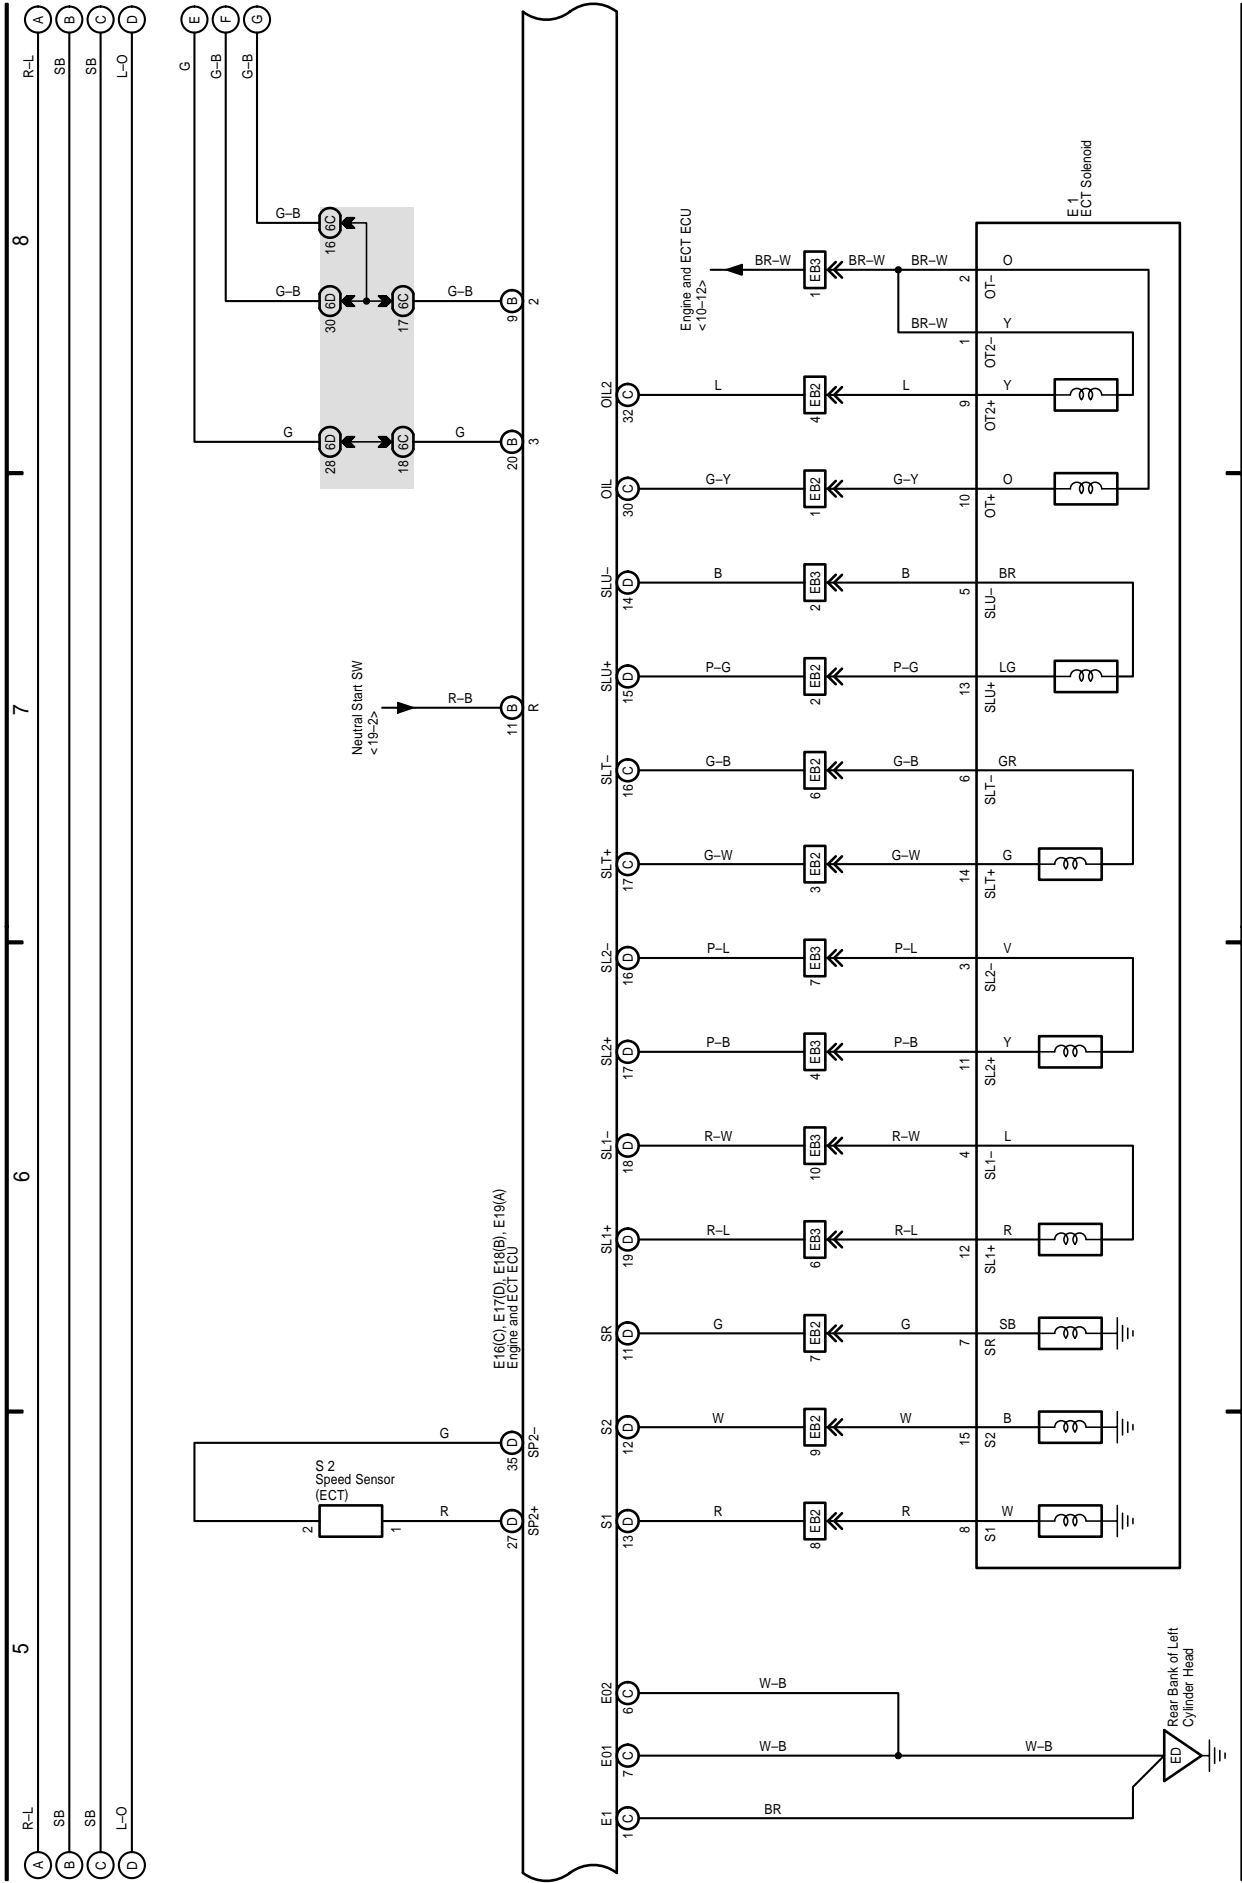 5
6
7
8
A
R–L
R–L
A
B
SB
SB
B
C
SB
SB
C
D
L–O
L–O
D
E
G
F
G–B
G
G–B
G–B
6C
16
G–B
30
6D
17
6C
G–B
9
B
2
G
28
6D
18
6C
G
20
B
3
Neutral Start SW
<19–2>
R–B
11
B
R
S 2
Speed Sensor
(ECT)
2
1
G
35
D
SP2–
R
27
D
SP2+
E16(C), E17(D), E18(B), E19(A)
Engine and ECT ECU
E1
1
C
BR
E01
7
C
W–B
W–B
E02
6
C
W–B
ED
Rear Bank of Left
Cylinder Head
S1
13
D
R
8
EB2
R
8
S1
W
S2
12
D
W
9
EB2
W
15
S2
B
SR
11
D
G
7
EB2
G
7
SR
SB
SL1+
19
D
R–L
6
EB3
R–L
12
SL1+
R
SL1–
18
D
R–W
10
EB3
R–W
4
SL1–
L
SL2+
17
D
P–B
4
EB3
P–B
11
SL2+
Y
SL2–
16
D
P–L
7
EB3
P–L
3
SL2–
V
SLT+
17
C
G–W
3
EB2
G–W
14
SLT+
G
SLT–
16
C
G–B
6
EB2
G–B
6
SLT–
GR
SLU+
15
D
P–G
2
EB2
P–G
13
SLU+
LG
SLU–
14
D
B
2
EB3
B
5
SLU–
BR
OIL
30
C
G–Y
1
EB2
G–Y
10
OT+
O
OIL2
32
C
L
4
EB2
L
9
OT2+
Y
BR–W
1
OT2–
Y
Engine and ECT ECU
<10–12>
BR–W
1
EB3
BR–W
BR–W
2
OT–
O
E 1
ECT Solenoid